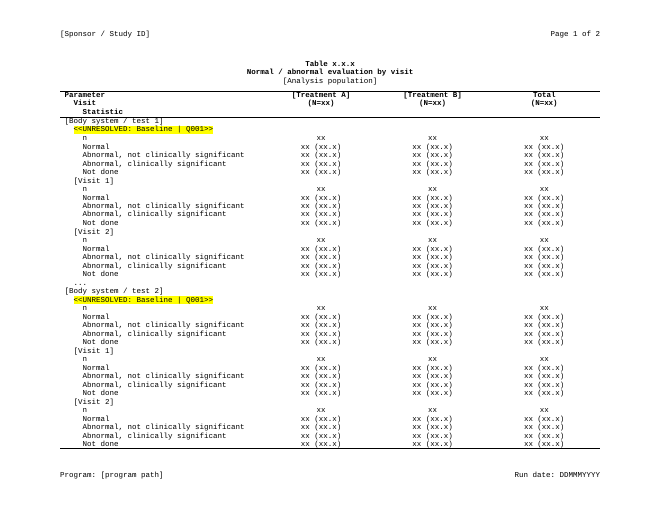 [Sponsor / Study ID] Page 1 of 2
Table x.x.x
Normal / abnormal evaluation by visit
[Analysis population]
Parameter [Treatment A] [Treatment B] Total
Visit (N=xx) (N=xx) (N=xx)
Statistic
[Body system / test 1]
<<UNRESOLVED: Baseline | Q001>>
n xx xx xx
Normal xx (xx.x) xx (xx.x) xx (xx.x)
Abnormal, not clinically significant xx (xx.x) xx (xx.x) xx (xx.x)
Abnormal, clinically significant xx (xx.x) xx (xx.x) xx (xx.x)
Not done xx (xx.x) xx (xx.x) xx (xx.x)
[Visit 1]
n xx xx xx
Normal xx (xx.x) xx (xx.x) xx (xx.x)
Abnormal, not clinically significant xx (xx.x) xx (xx.x) xx (xx.x)
Abnormal, clinically significant xx (xx.x) xx (xx.x) xx (xx.x)
Not done xx (xx.x) xx (xx.x) xx (xx.x)
[Visit 2]
n xx xx xx
Normal xx (xx.x) xx (xx.x) xx (xx.x)
Abnormal, not clinically significant xx (xx.x) xx (xx.x) xx (xx.x)
Abnormal, clinically significant xx (xx.x) xx (xx.x) xx (xx.x)
Not done xx (xx.x) xx (xx.x) xx (xx.x)
...
[Body system / test 2]
<<UNRESOLVED: Baseline | Q001>>
n xx xx xx
Normal xx (xx.x) xx (xx.x) xx (xx.x)
Abnormal, not clinically significant xx (xx.x) xx (xx.x) xx (xx.x)
Abnormal, clinically significant xx (xx.x) xx (xx.x) xx (xx.x)
Not done xx (xx.x) xx (xx.x) xx (xx.x)
[Visit 1]
n xx xx xx
Normal xx (xx.x) xx (xx.x) xx (xx.x)
Abnormal, not clinically significant xx (xx.x) xx (xx.x) xx (xx.x)
Abnormal, clinically significant xx (xx.x) xx (xx.x) xx (xx.x)
Not done xx (xx.x) xx (xx.x) xx (xx.x)
[Visit 2]
n xx xx xx
Normal xx (xx.x) xx (xx.x) xx (xx.x)
Abnormal, not clinically significant xx (xx.x) xx (xx.x) xx (xx.x)
Abnormal, clinically significant xx (xx.x) xx (xx.x) xx (xx.x)
Not done xx (xx.x) xx (xx.x) xx (xx.x)
Program: [program path] Run date: DDMMMYYYY